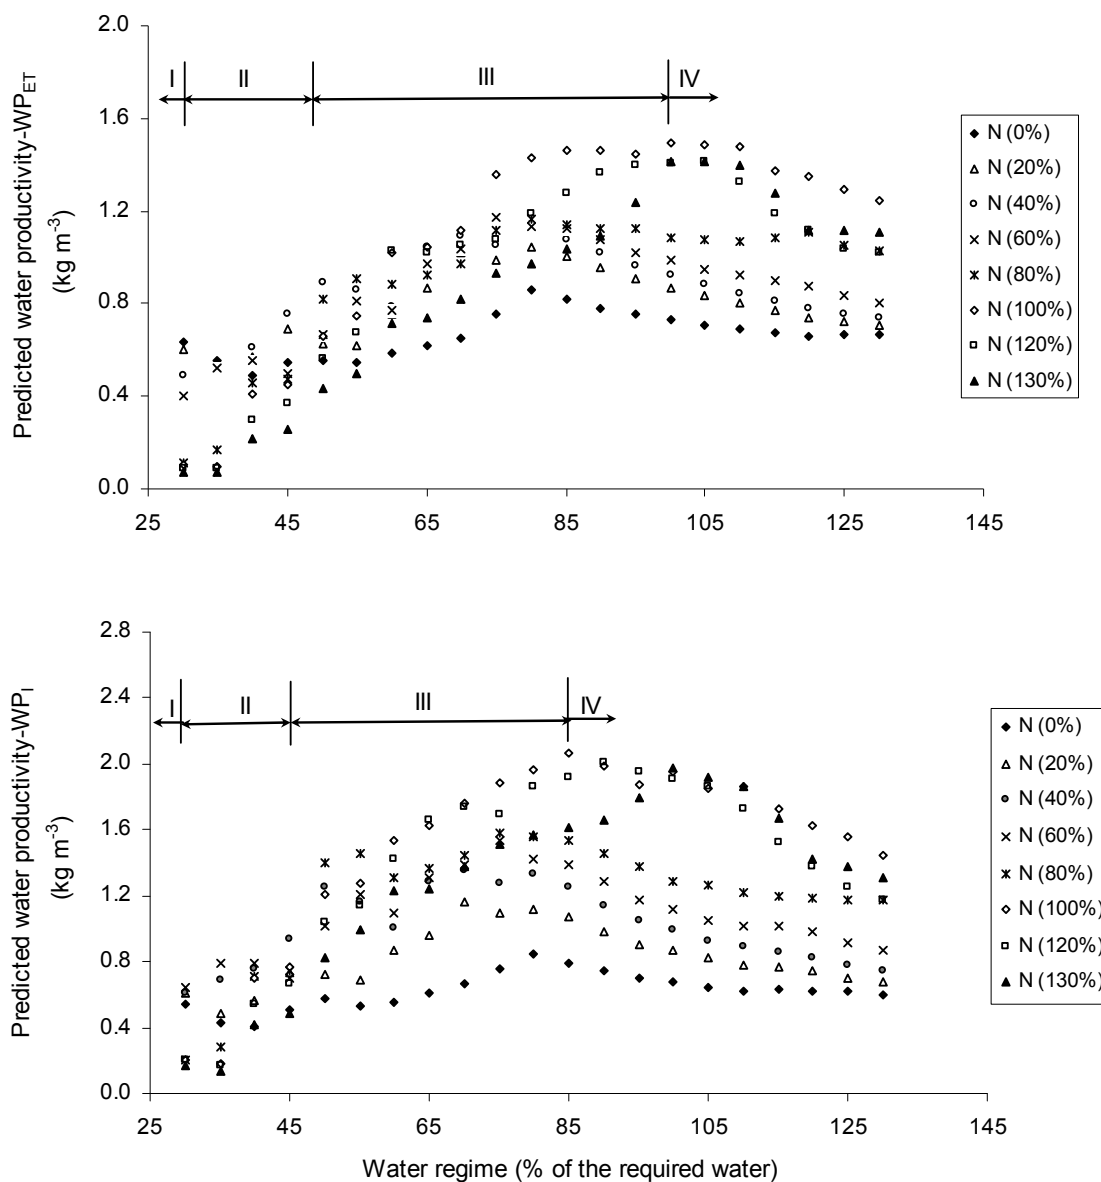 2.0
1.6
1.2
0.8
0.4
0.0
Predicted water productivity-WP_ET
(kg m⁻³)
I II III IV
25 45 65 85 105 125 145
N (0%)
N (20%)
N (40%)
N (60%)
N (80%)
N (100%)
N (120%)
N (130%)
2.8
2.4
2.0
1.6
1.2
0.8
0.4
0.0
Predicted water productivity-WP_I
(kg m⁻³)
I II III IV
25 45 65 85 105 125 145
Water regime (% of the required water)
N (0%)
N (20%)
N (40%)
N (60%)
N (80%)
N (100%)
N (120%)
N (130%)